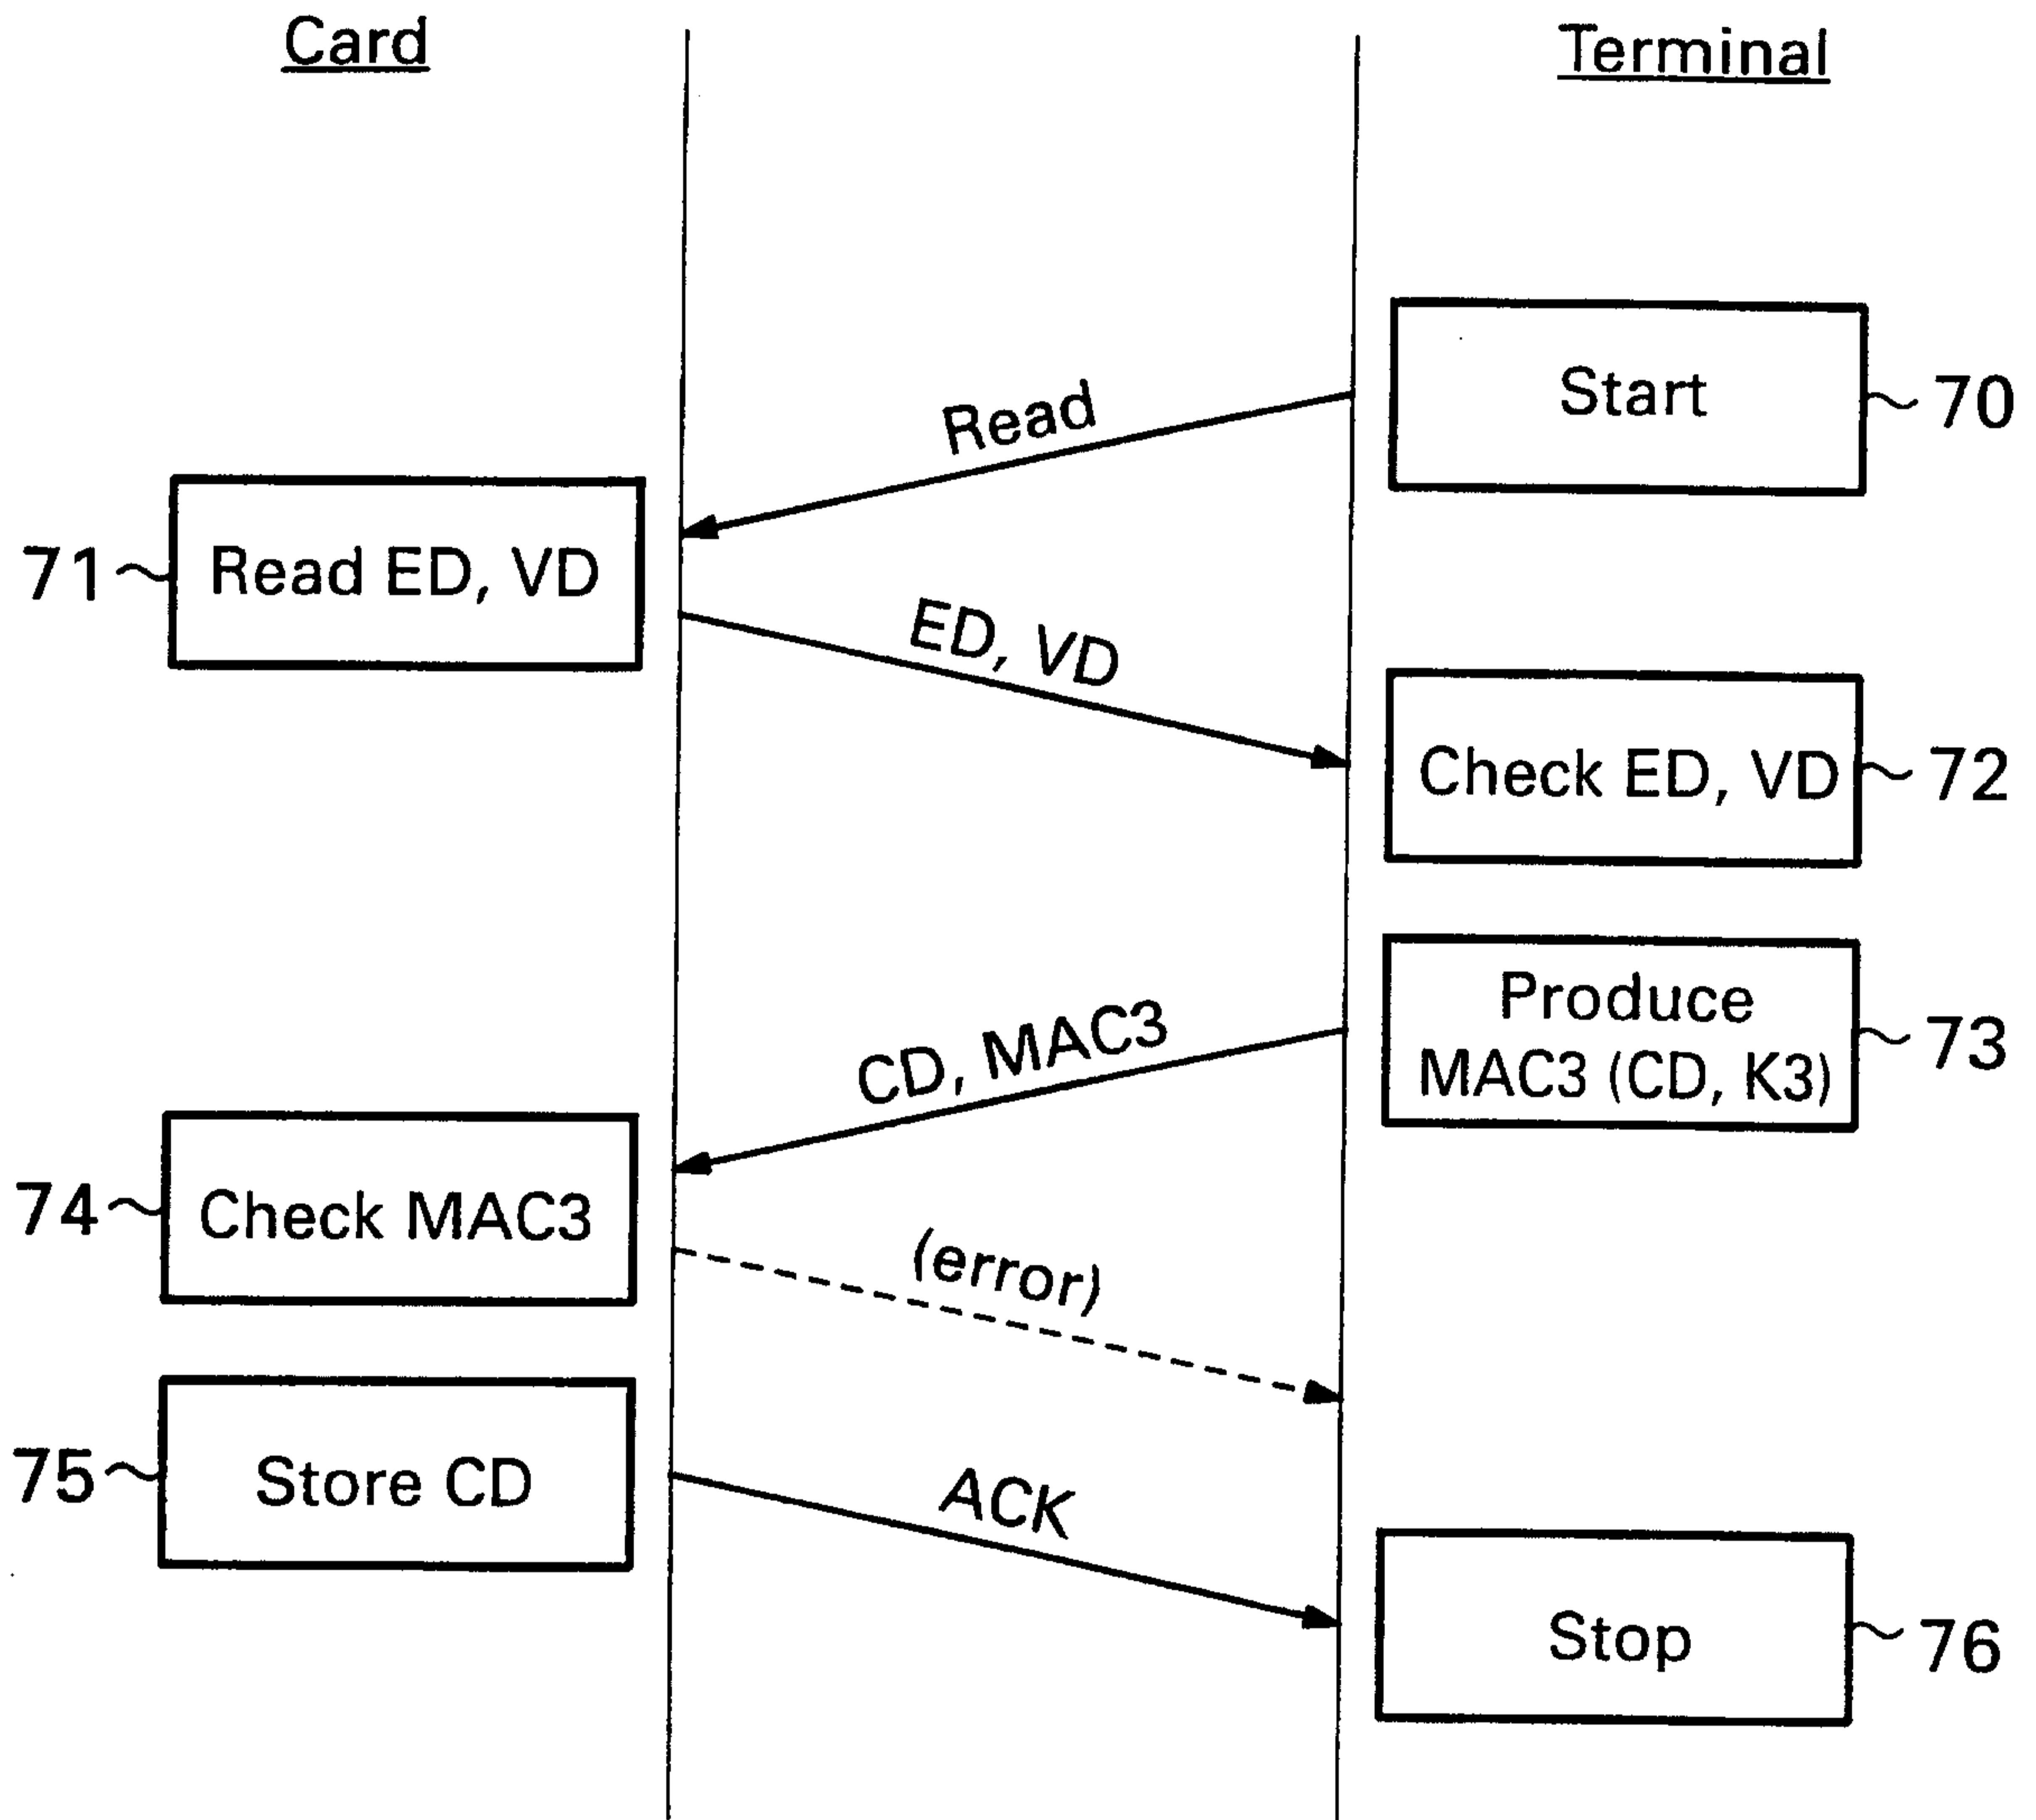 Card
Terminal
Start
70
Read
71
Read ED, VD
ED, VD
Check ED, VD
72
Produce
MAC3 (CD, K3)
73
CD, MAC3
74
Check MAC3
(error)
75
Store CD
ACK
Stop
76